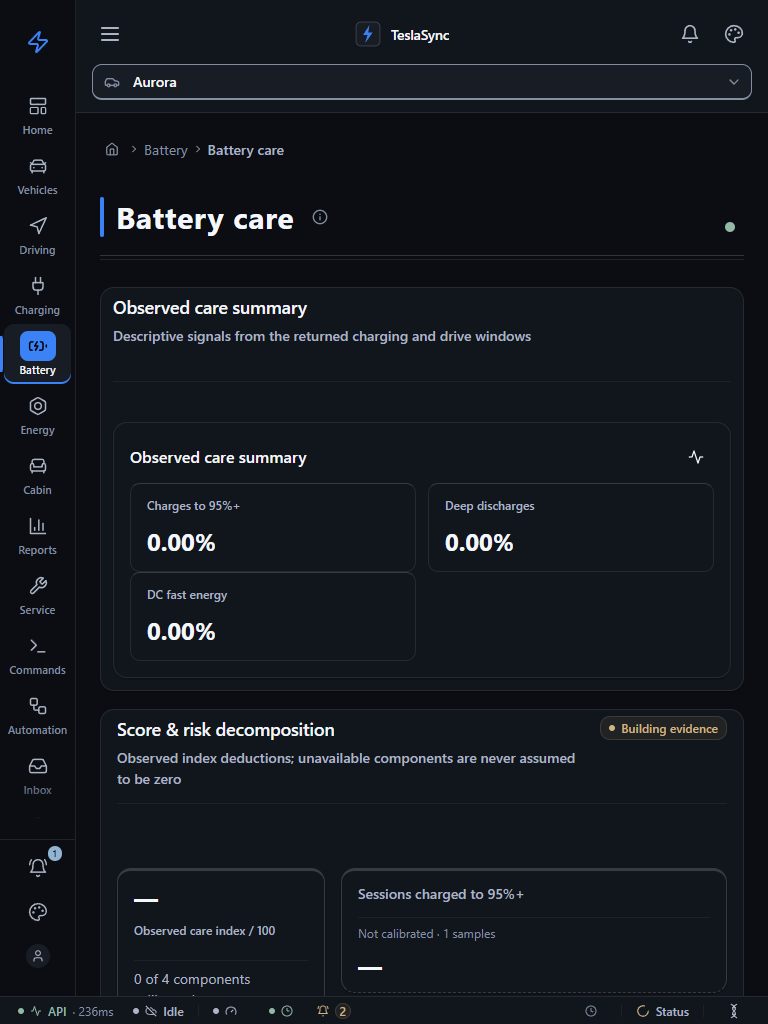 TeslaSync
Aurora
Home
Vehicles
Driving
Charging
Battery
Energy
Cabin
Reports
Service
Commands
Automation
Inbox
1
Battery
Battery care
Battery care
Observed care summary
Descriptive signals from the returned charging and drive windows
Observed care summary
Charges to 95%+
0.00%
Deep discharges
0.00%
DC fast energy
0.00%
Score & risk decomposition
Building evidence
Observed index deductions; unavailable components are never assumed
to be zero
—
Observed care index / 100
0 of 4 components
Sessions charged to 95%+
Not calibrated · 1 samples
—
API · 236ms
Idle
2
Status